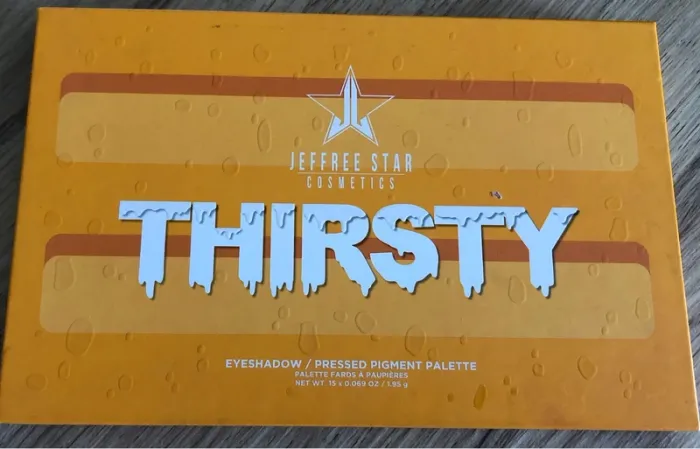 JEFFREE STAR
COSMETICS
THIRSTY
EYESHADOW / PRESSED PIGMENT PALETTE
PALETTE FARDS À PAUPIÈRES
NET WT. 15 x 0.069 OZ / 1.95 g